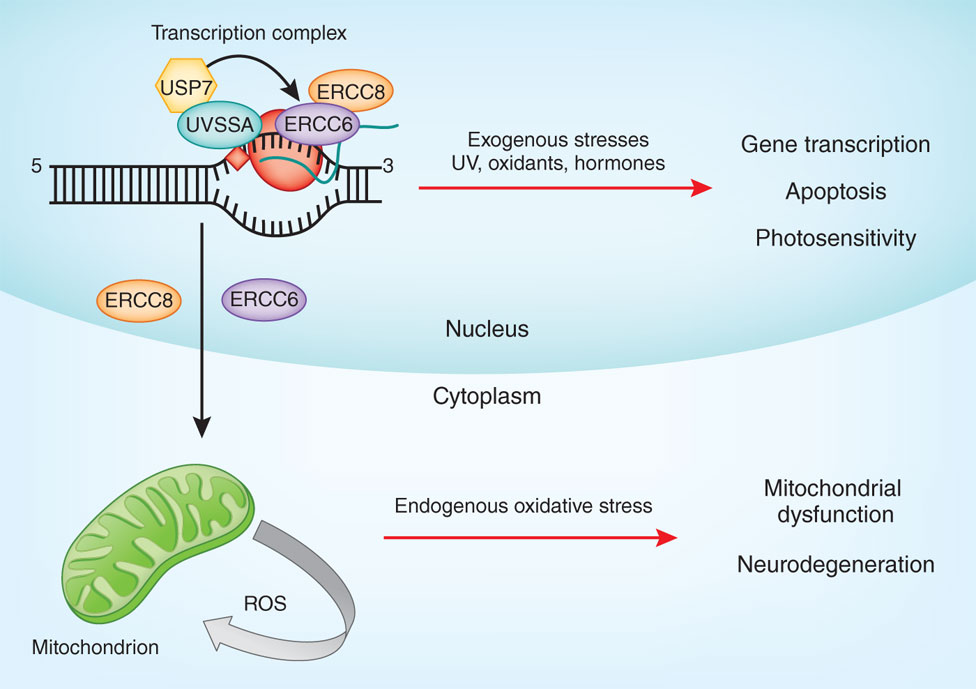 Transcription complex
USP7
ERCC8
UVSSA
ERCC6
5
3
Exogenous stresses
UV, oxidants, hormones
Gene transcription
Apoptosis
Photosensitivity
ERCC8
ERCC6
Nucleus
Cytoplasm
Endogenous oxidative stress
Mitochondrial
dysfunction
Neurodegeneration
ROS
Mitochondrion